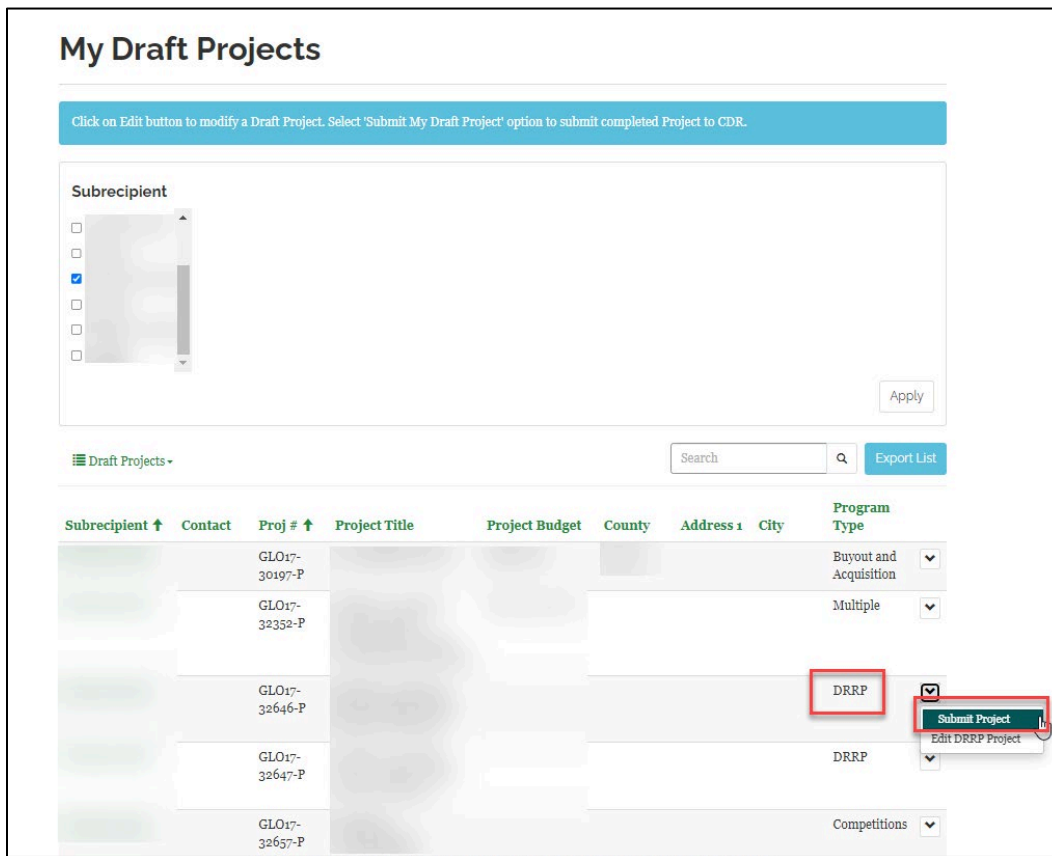 My Draft Projects
Click on Edit button to modify a Draft Project. Select 'Submit My Draft Project' option to submit completed Project to CDR.
Subrecipient
Apply
Draft Projects
Search
Export List
Subrecipient Contact Proj # Project Title Project Budget County Address 1 City Program Type
GLO17-
30197-P
Buyout and
Acquisition
GLO17-
32352-P
Multiple
GLO17-
32646-P
DRRP
Submit Project
Edit DRRP Project
GLO17-
32647-P
DRRP
GLO17-
32657-P
Competitions